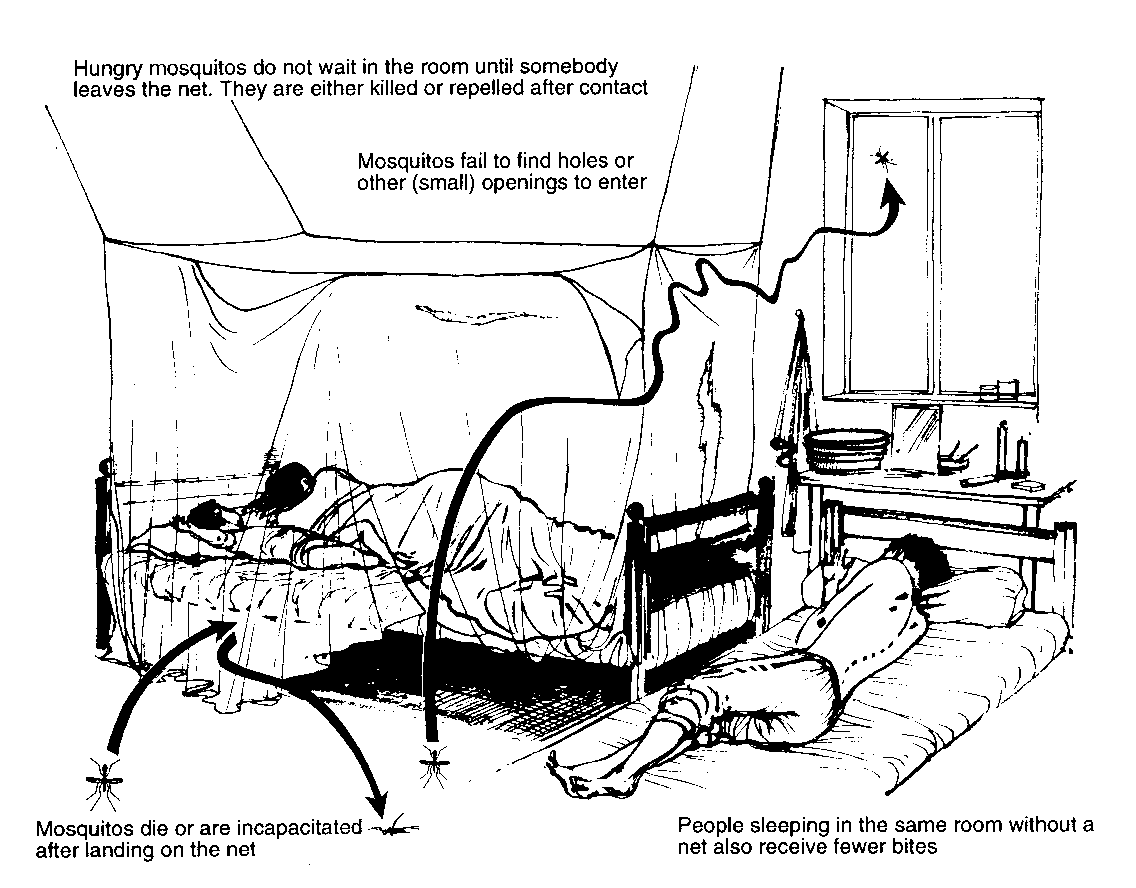 Hungry mosquitos do not wait in the room until somebody
leaves the net. They are either killed or repelled after contact
Mosquitos fail to find holes or
other (small) openings to enter
Mosquitos die or are incapacitated
after landing on the net
People sleeping in the same room without a
net also receive fewer bites